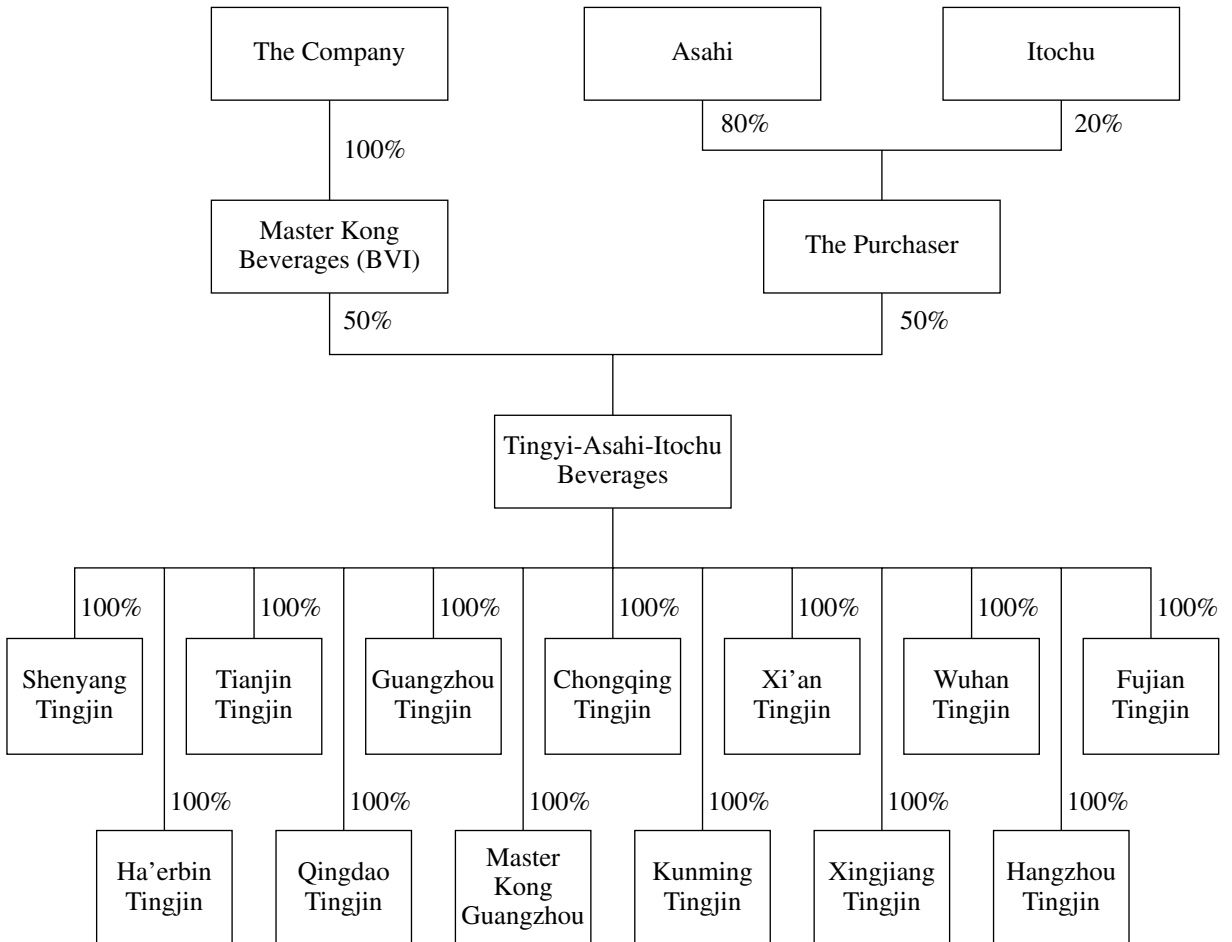 The Company
Asahi
Itochu
80%
20%
100%
Master Kong
Beverages (BVI)
The Purchaser
50%
50%
Tingyi-Asahi-Itochu
Beverages
100%
100%
100%
100%
100%
100%
100%
Shenyang
Tingjin
Tianjin
Tingjin
Guangzhou
Tingjin
Chongqing
Tingjin
Xi’an
Tingjin
Wuhan
Tingjin
Fujian
Tingjin
100%
100%
100%
100%
100%
100%
Ha’erbin
Tingjin
Qingdao
Tingjin
Master
Kong
Guangzhou
Kunming
Tingjin
Xingjiang
Tingjin
Hangzhou
Tingjin